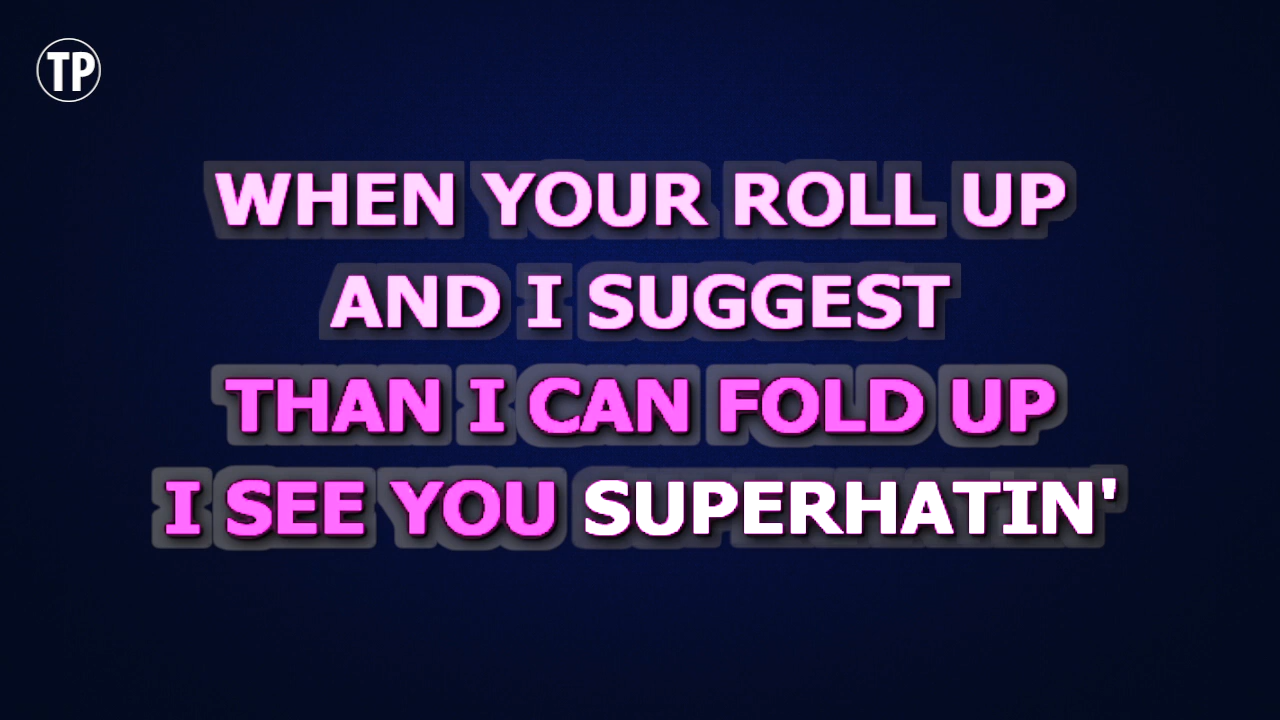 TP
WHEN YOUR ROLL UP
AND I SUGGEST
THAN I CAN FOLD UP
I SEE YOU SUPERHATIN'